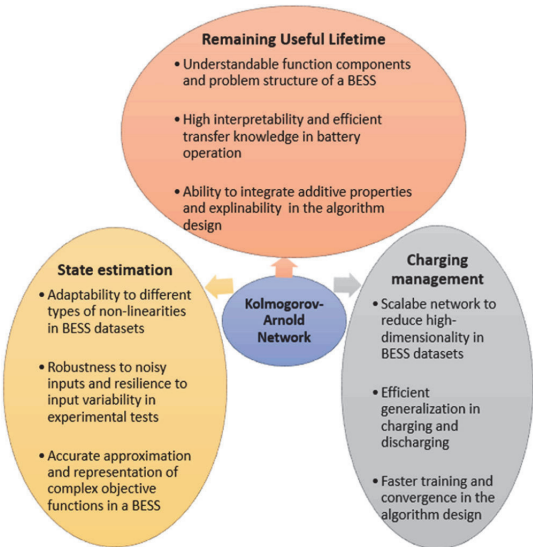 Remaining Useful Lifetime
• Understandable function components
and problem structure of a BESS
• High interpretability and efficient
transfer knowledge in battery
operation
• Ability to integrate additive properties
and explinability in the algorithm
design
State estimation
• Adaptability to different
types of non-linearities
in BESS datasets
• Robustness to noisy
inputs and resilience to
input variability in
experimental tests
• Accurate approximation
and representation of
complex objective
functions in a BESS
Kolmogorov-
Arnold
Network
Charging
management
• Scalabe network to
reduce high-
dimensionality in
BESS datasets
• Efficient
generalization in
charging and
discharging
• Faster training and
convergence in the
algorithm design